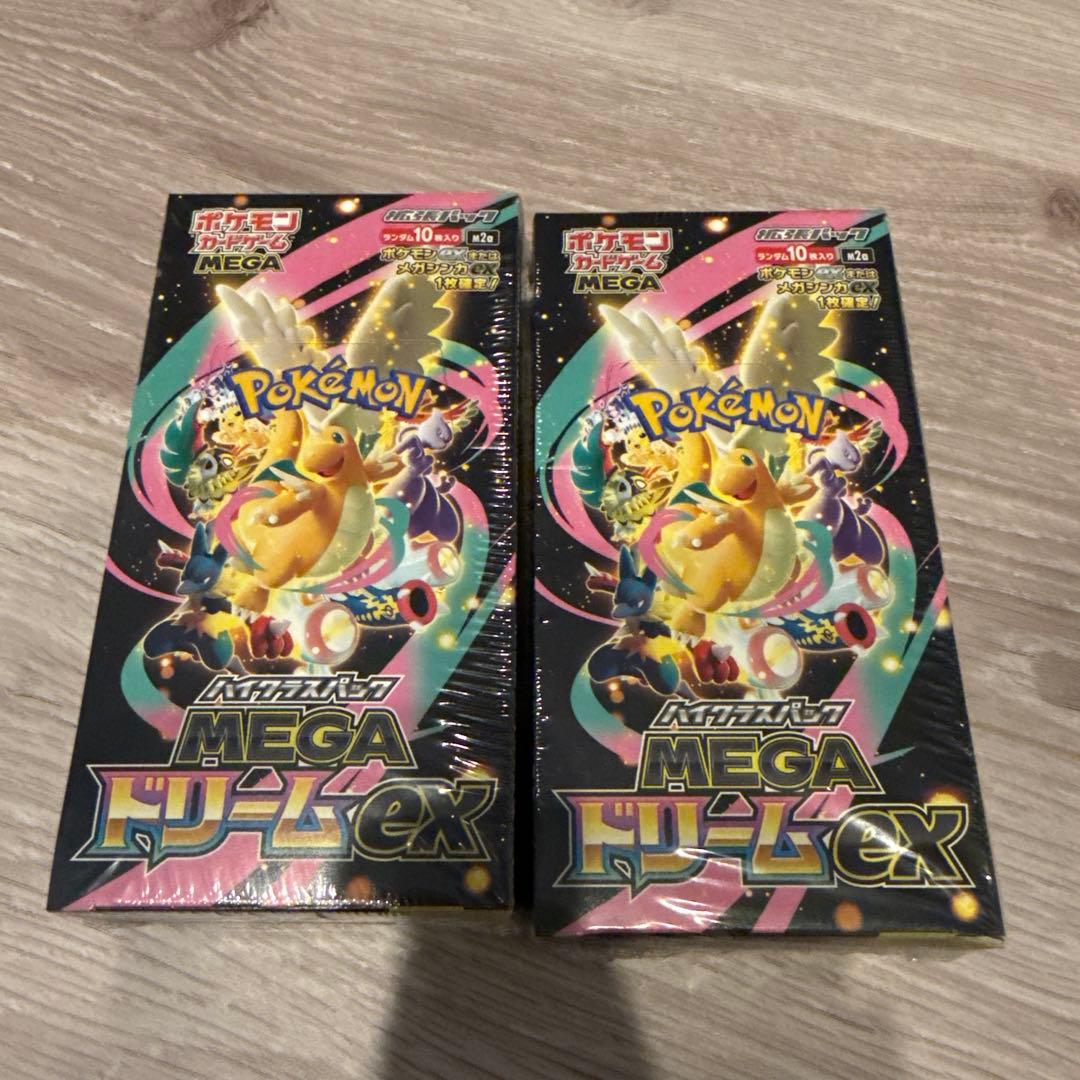 ポケモン
カードゲーム
MEGA
拡張パック
ランダム10枚入り M2a
ポケモンexまたは
メガシンカex
1枚確定!
POKéMON
ハイクラスパック
MEGA
ドリームex
ポケモン
カードゲーム
MEGA
拡張パック
ランダム10枚入り M2a
ポケモンexまたは
メガシンカex
1枚確定!
POKéMON
ハイクラスパック
MEGA
ドリームex